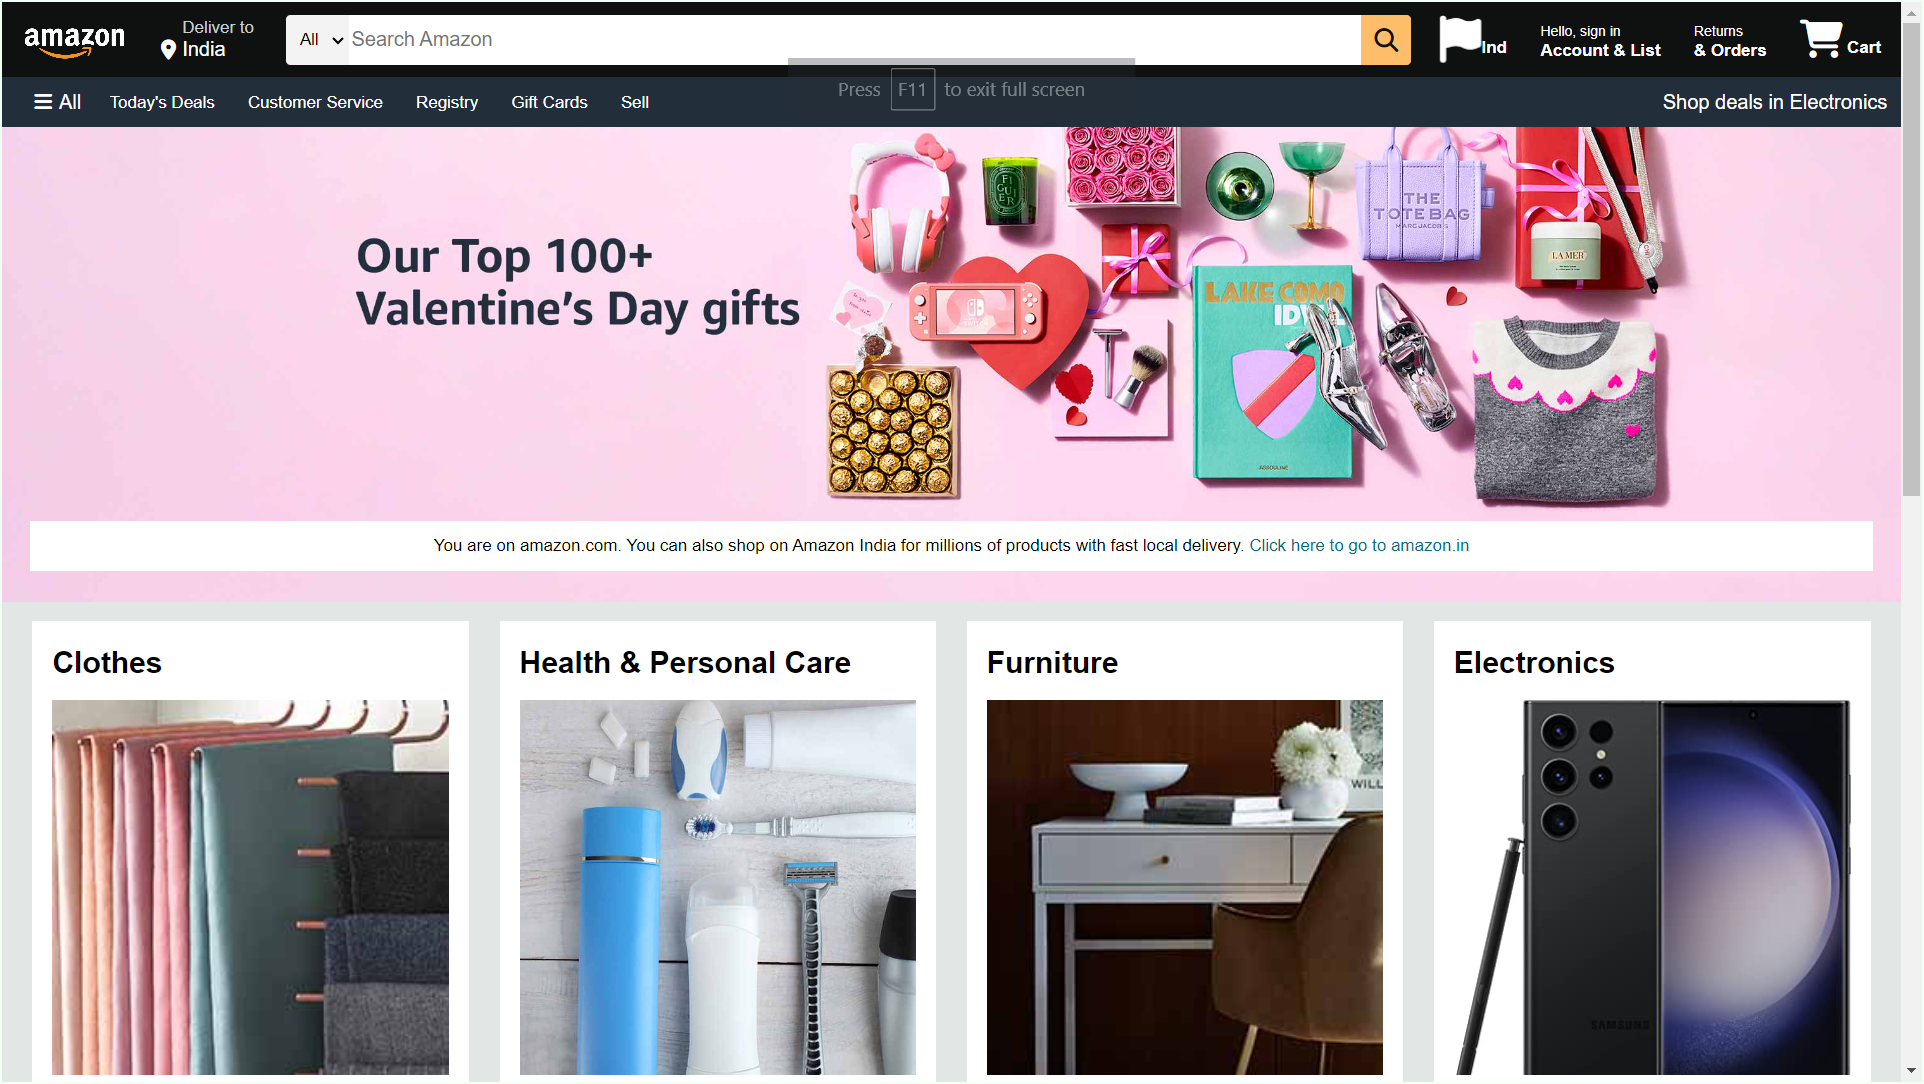 amazon
Deliver to
India
All
Search Amazon
Ind
Hello, sign in
Account & List
Returns
& Orders
Cart
All
Today's Deals
Customer Service
Registry
Gift Cards
Sell
Press F11 to exit full screen
Shop deals in Electronics
Our Top 100+
Valentine's Day gifts
FIGUIER
THE
TOTE BAG
MARC JACOBS
LA MER
LAKE COMO
IDYLL
ASSOULINE
You are on amazon.com. You can also shop on Amazon India for millions of products with fast local delivery. Click here to go to amazon.in
Clothes
Health & Personal Care
Furniture
Electronics
WILL
SAMSUNG